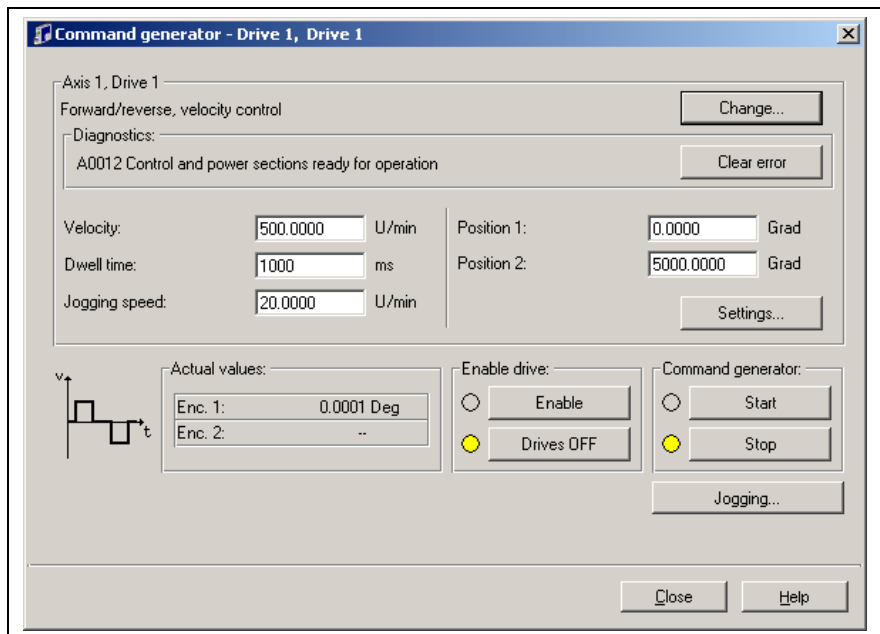 Command generator - Drive 1, Drive 1
Axis 1, Drive 1
Forward/reverse, velocity control
Change...
Diagnostics:
A0012 Control and power sections ready for operation
Clear error
Velocity: 500.0000 U/min
Position 1: 0.0000 Grad
Dwell time: 1000 ms
Position 2: 5000.0000 Grad
Jogging speed: 20.0000 U/min
Settings...
v
t
Actual values:
Enc. 1: 0.0001 Deg
Enc. 2: --
Enable drive:
Enable
Drives OFF
Command generator:
Start
Stop
Jogging...
Close
Help